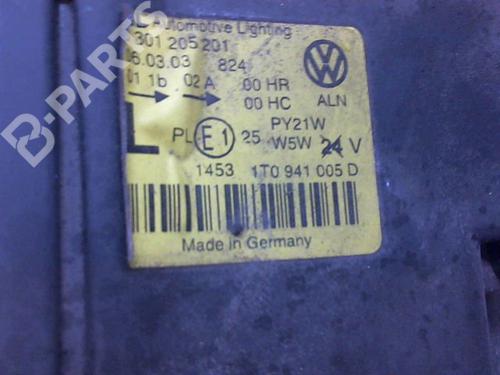 Automotive Lighting
301 205 201
6.03.03 824
01 1b 02 A 00 HR
00 HC ALN
PY21W
L PL E1 25 W5W 24 V
1453 1T0 941 005 D
Made in Germany
B-PARTS